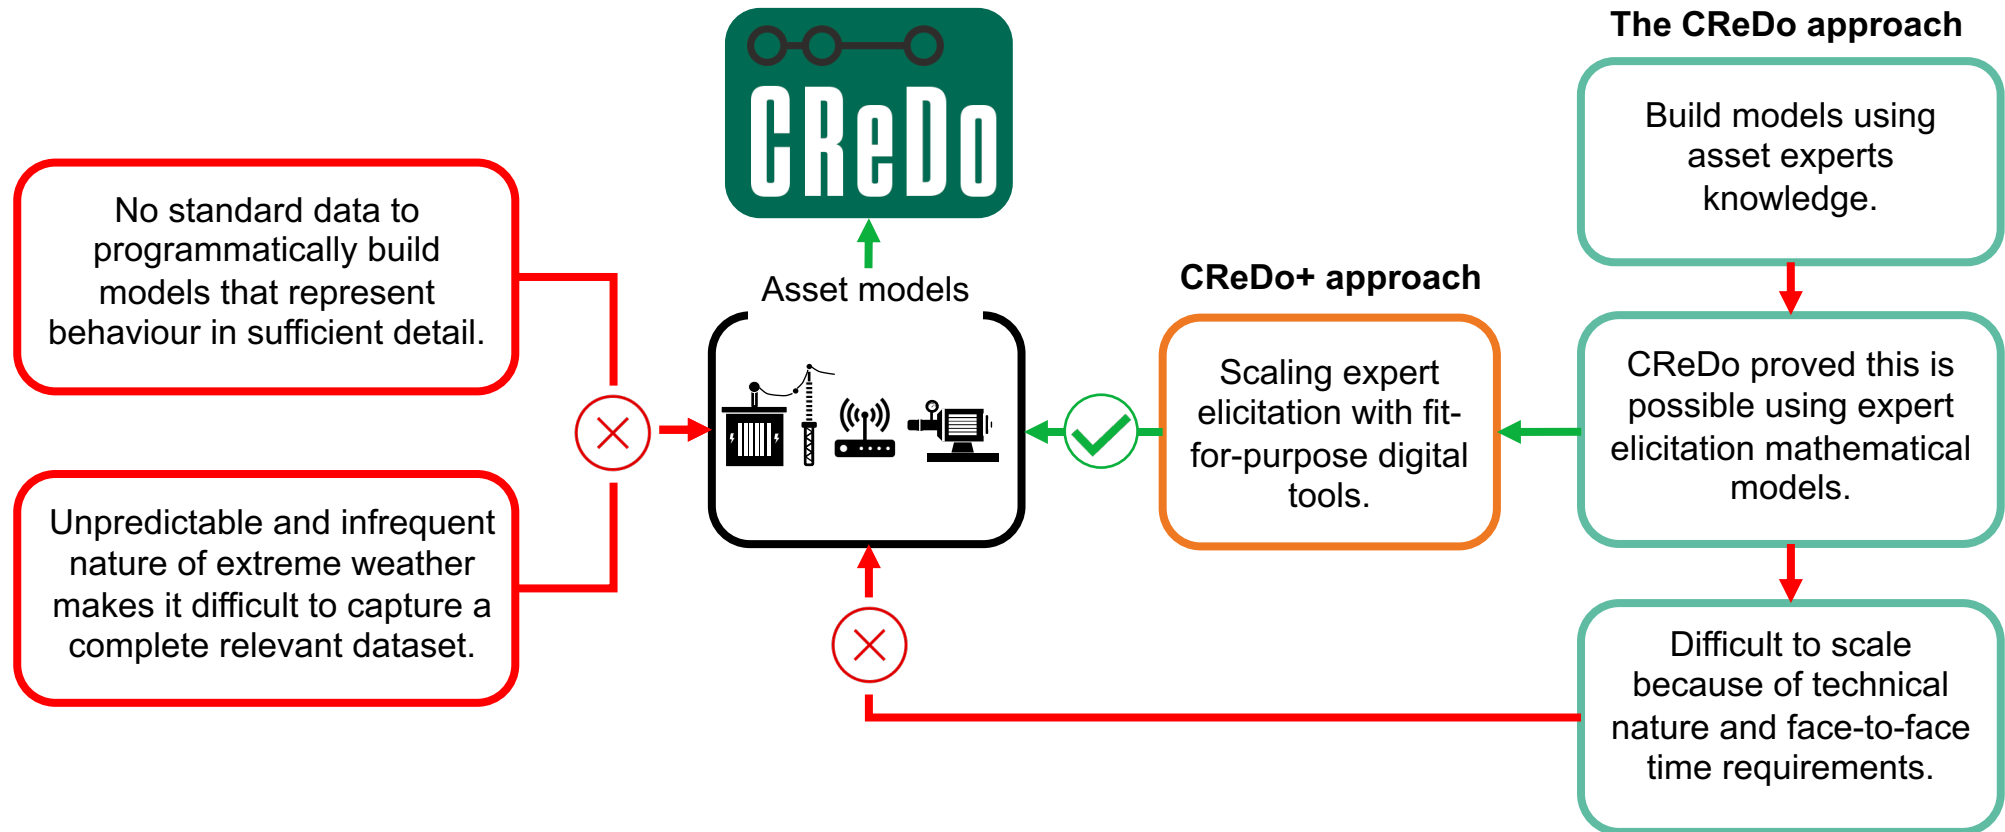 CReDo
No standard data to
programmatically build
models that represent
behaviour in sufficient detail.
Unpredictable and infrequent
nature of extreme weather
makes it difficult to capture a
complete relevant dataset.
Asset models
CReDo+ approach
Scaling expert
elicitation with fit-
for-purpose digital
tools.
The CReDo approach
Build models using
asset experts
knowledge.
CReDo proved this is
possible using expert
elicitation mathematical
models.
Difficult to scale
because of technical
nature and face-to-face
time requirements.